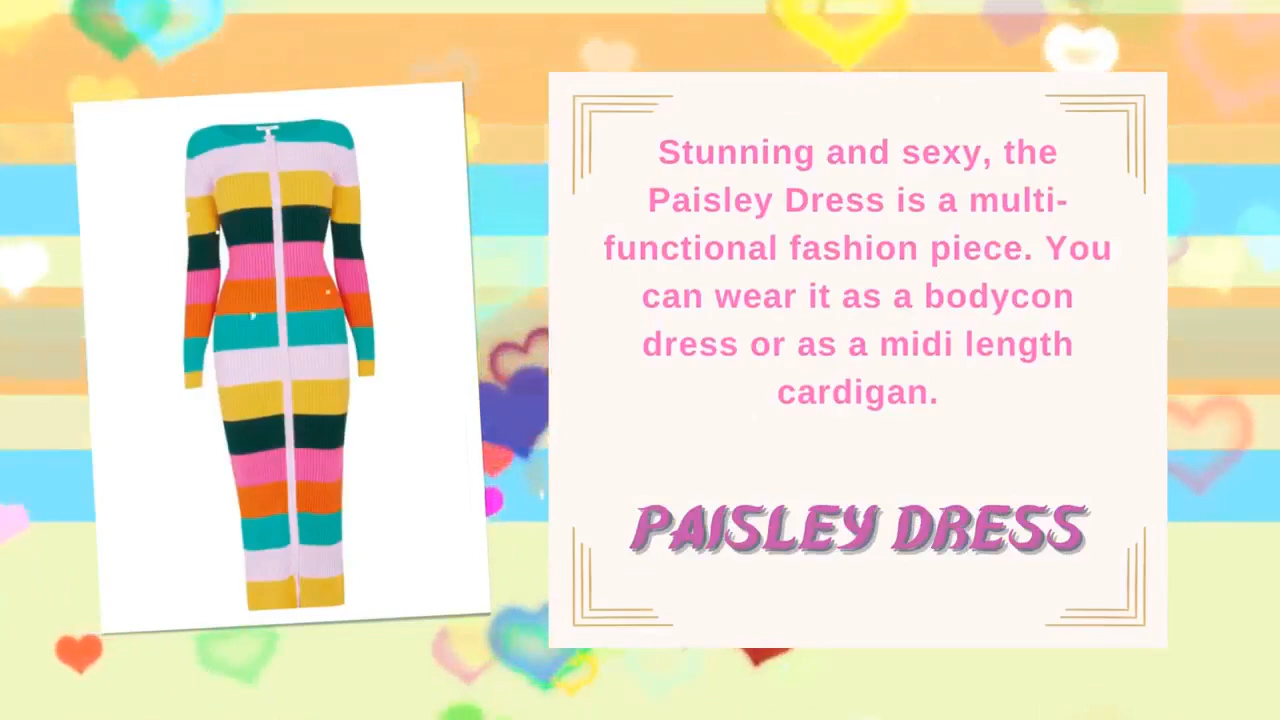 Stunning and sexy, the
Paisley Dress is a multi-
functional fashion piece. You
can wear it as a bodycon
dress or as a midi length
cardigan.
PAISLEY DRESS